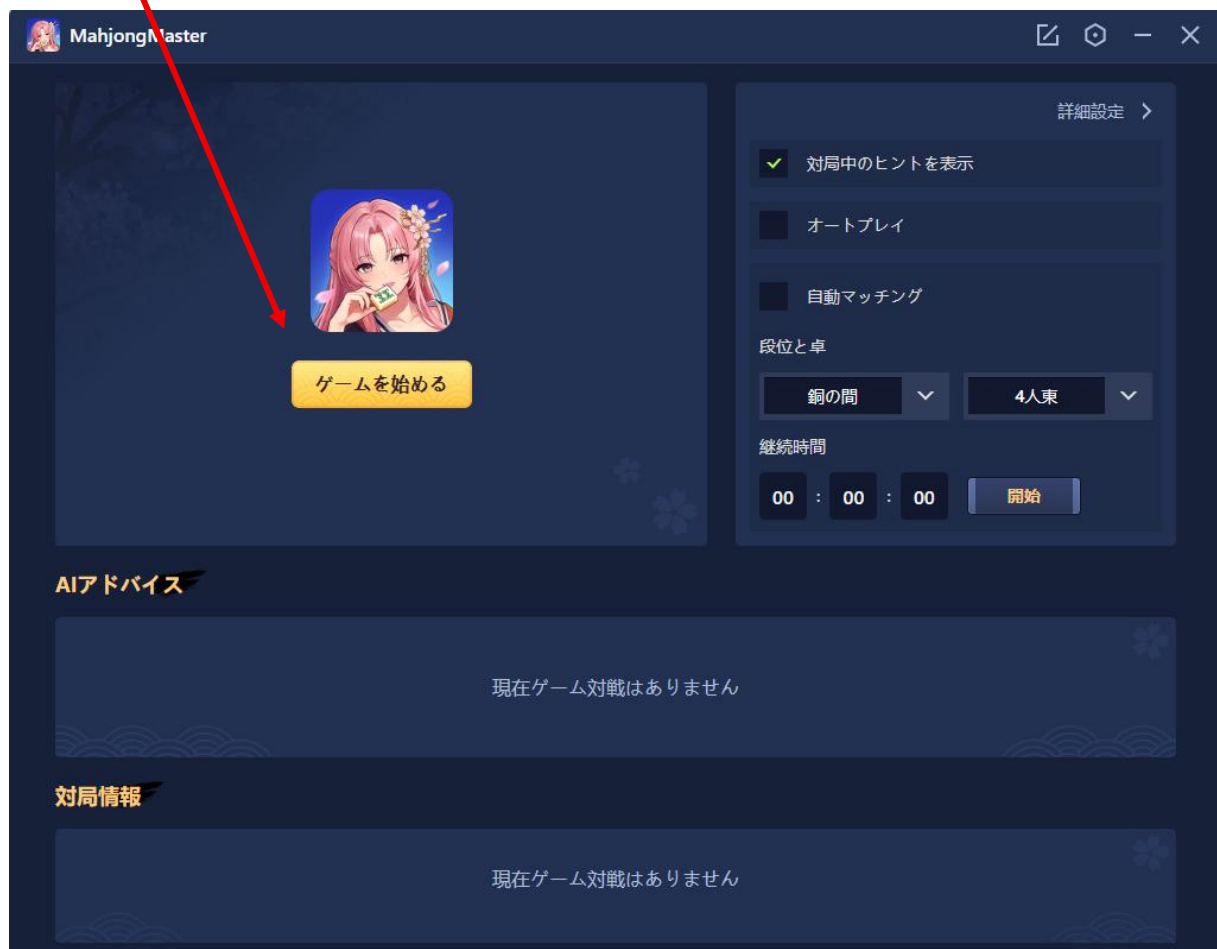 MahjongMaster
詳細設定
対局中のヒントを表示
オートプレイ
自動マッチング
段位と卓
銅の間
4人東
継続時間
00 : 00 : 00
開始
ゲームを始める
AIアドバイス
現在ゲーム対戦はありません
対局情報
現在ゲーム対戦はありません